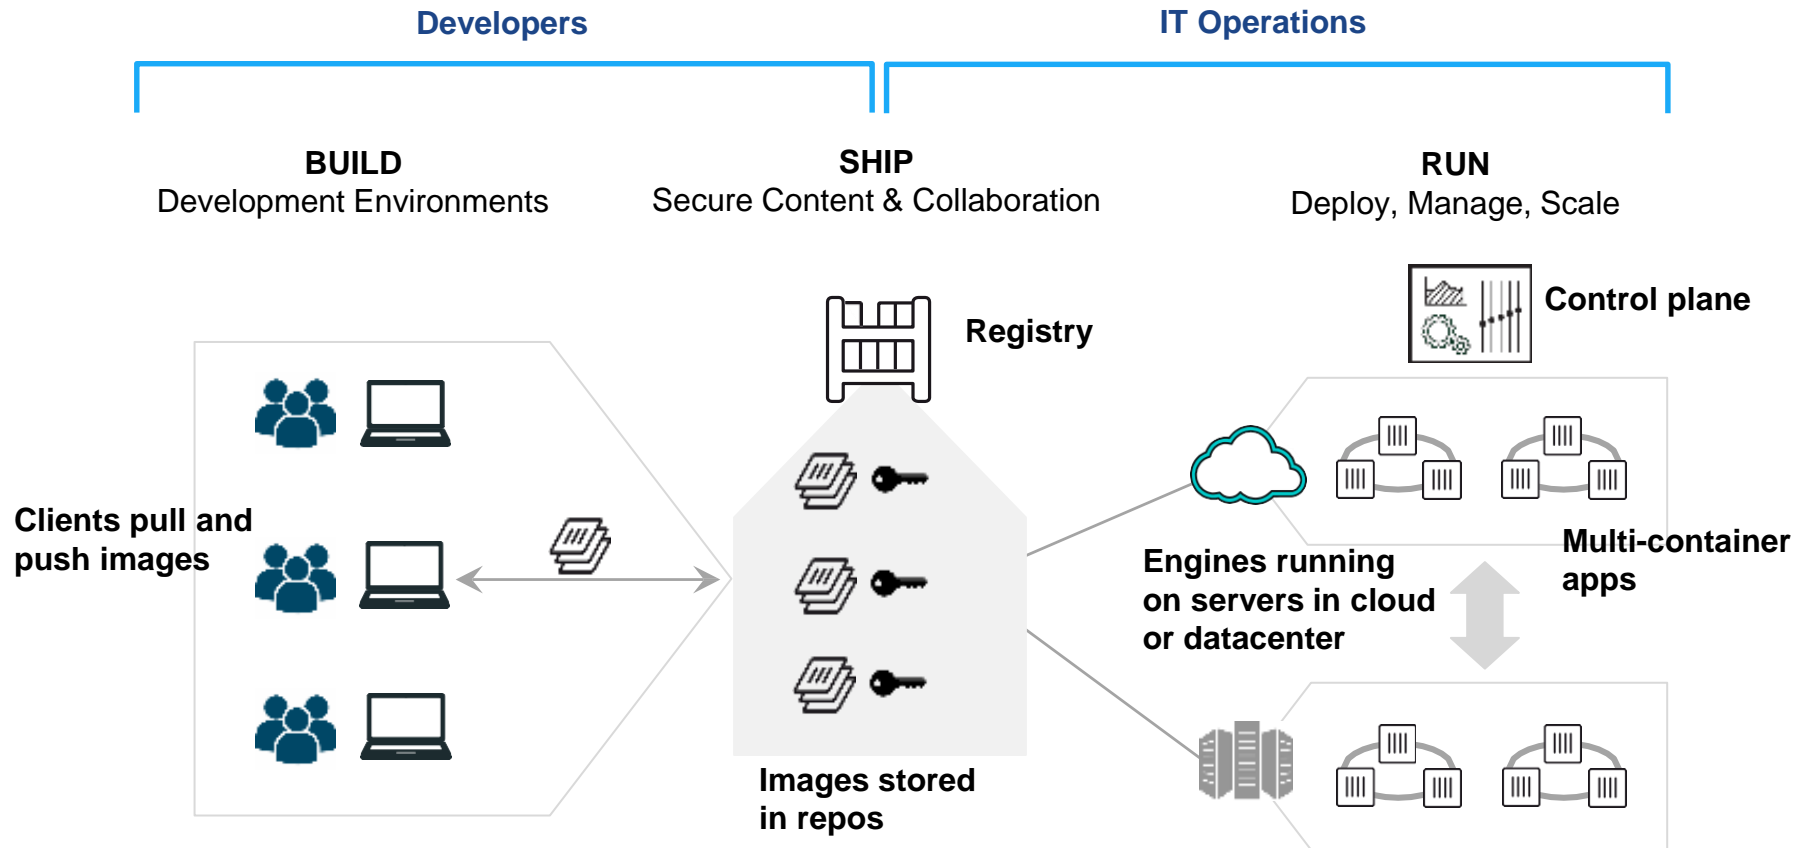 Developers
IT Operations
BUILD
Development Environments
SHIP
Secure Content & Collaboration
RUN
Deploy, Manage, Scale
Registry
Control plane
Clients pull and
push images
Engines running
on servers in cloud
or datacenter
Multi-container
apps
Images stored
in repos